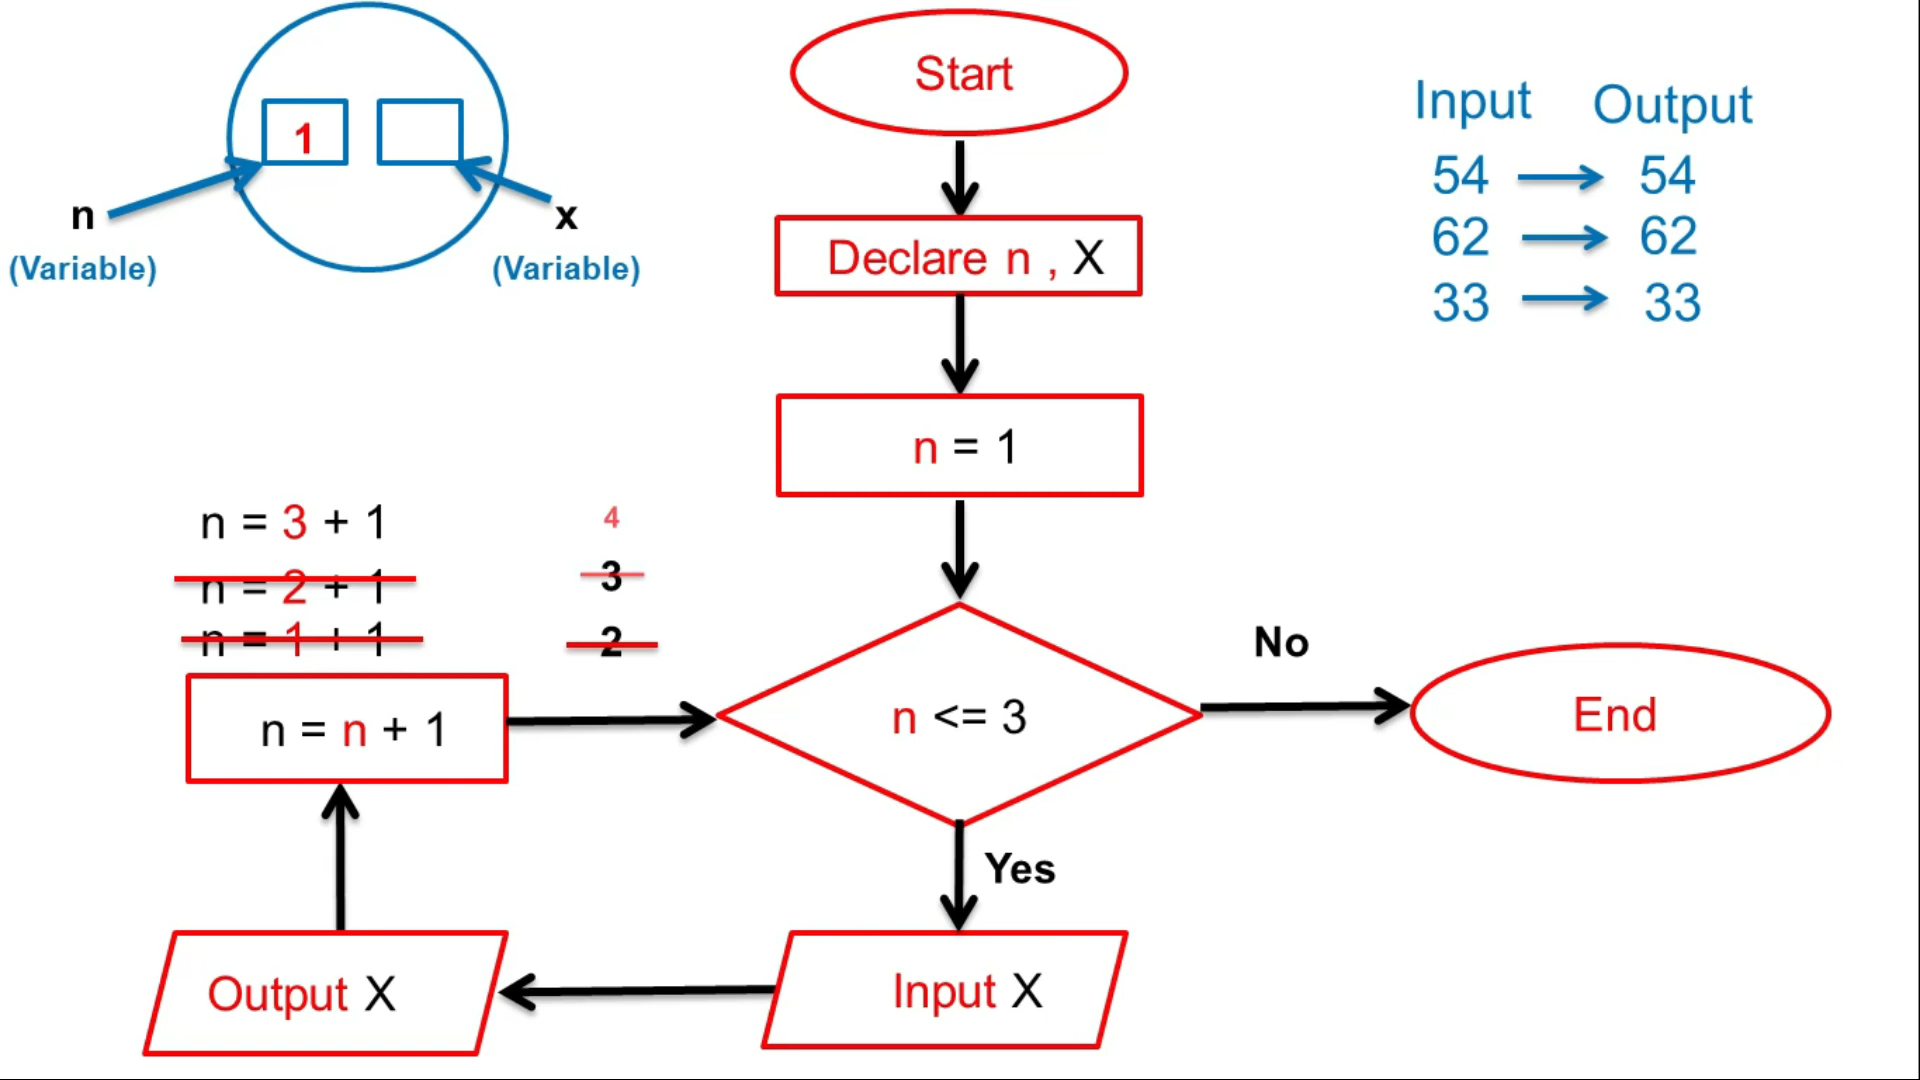 1
n
(Variable)
x
(Variable)
Start
Declare n , X
n = 1
n = 3 + 1
n = 2 + 1
n = 1 + 1
4
3
2
n = n + 1
n <= 3
No
End
Yes
Input X
Output X
Input Output
54 54
62 62
33 33